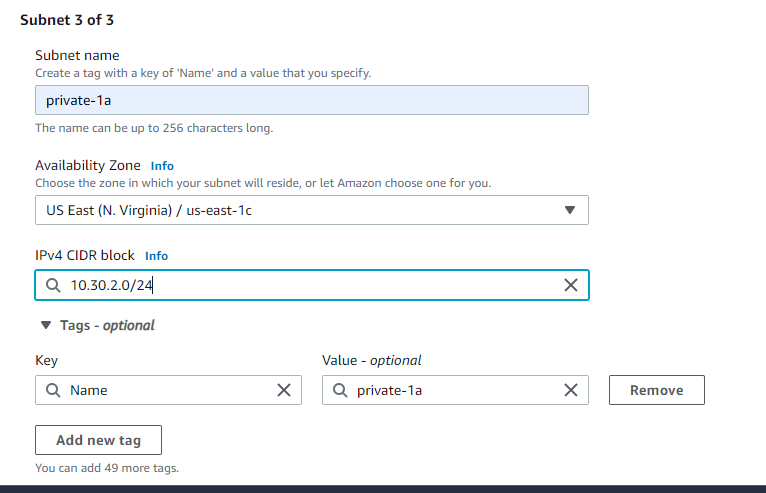 Subnet 3 of 3
Subnet name
Create a tag with a key of 'Name' and a value that you specify.
private-1a
The name can be up to 256 characters long.
Availability Zone Info
Choose the zone in which your subnet will reside, or let Amazon choose one for you.
US East (N. Virginia) / us-east-1c
IPv4 CIDR block Info
10.30.2.0/24
Tags - optional
Key Value - optional
Name private-1a Remove
Add new tag
You can add 49 more tags.